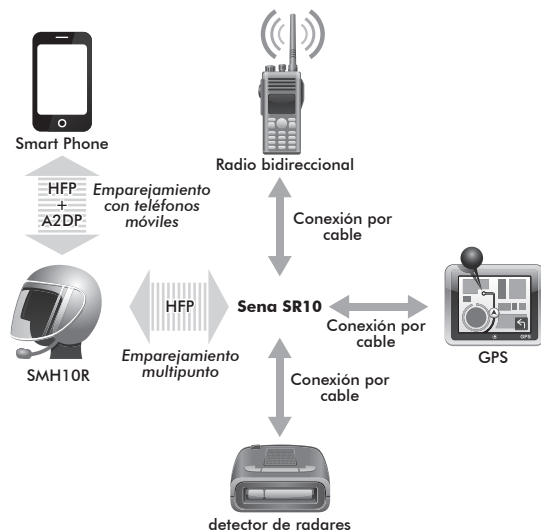 Smart Phone
Radio bidireccional
HFP
+
A2DP
Emparejamiento
con teléfonos
móviles
Conexión por
cable
SMH10R
HFP
Emparejamiento
multipunto
Sena SR10
Conexión por
cable
GPS
GPS
Conexión por
cable
detector de radares